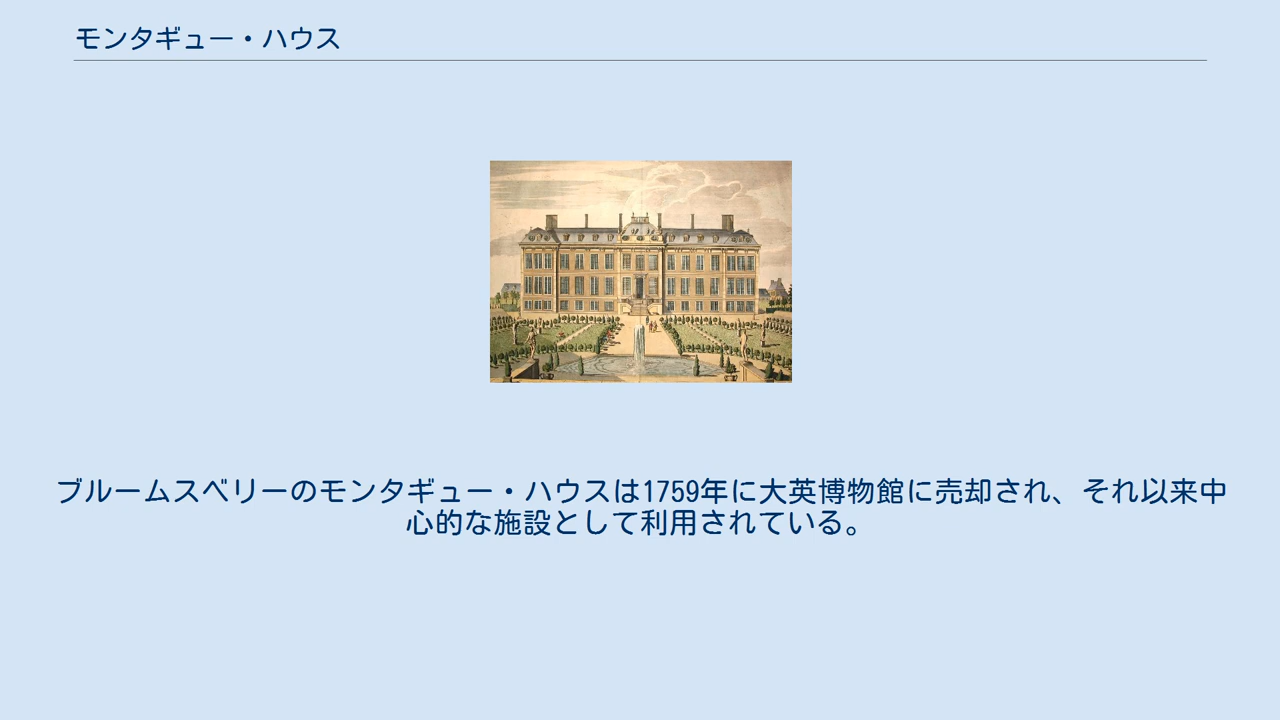 モンタギュー・ハウス
ブルームスベリーのモンタギュー・ハウスは1759年に大英博物館に売却され、それ以来中
心的な施設として利用されている。